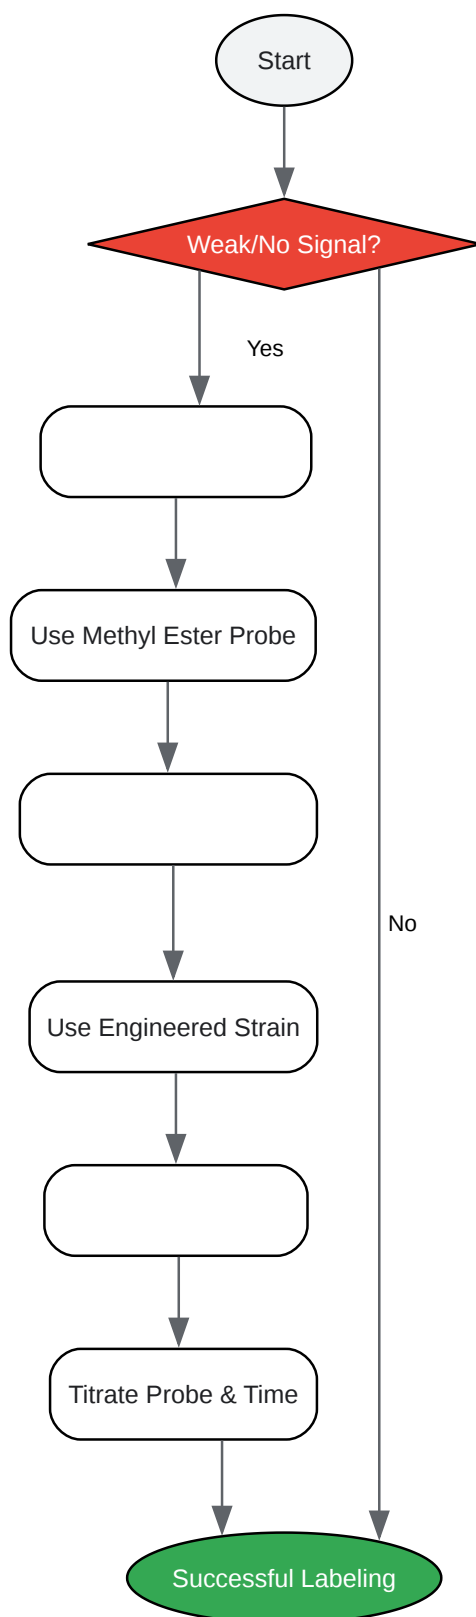 Start
Weak/No Signal?
Yes
Use Methyl Ester Probe
No
Use Engineered Strain
Titrate Probe & Time
Successful Labeling